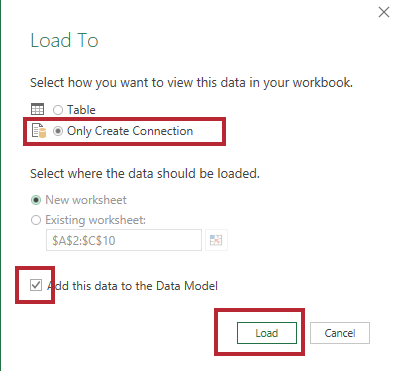 Load To
Select how you want to view this data in your workbook.
Table
Only Create Connection
Select where the data should be loaded.
New worksheet
Existing worksheet:
$A$2:$C$10
Add this data to the Data Model
Load Cancel